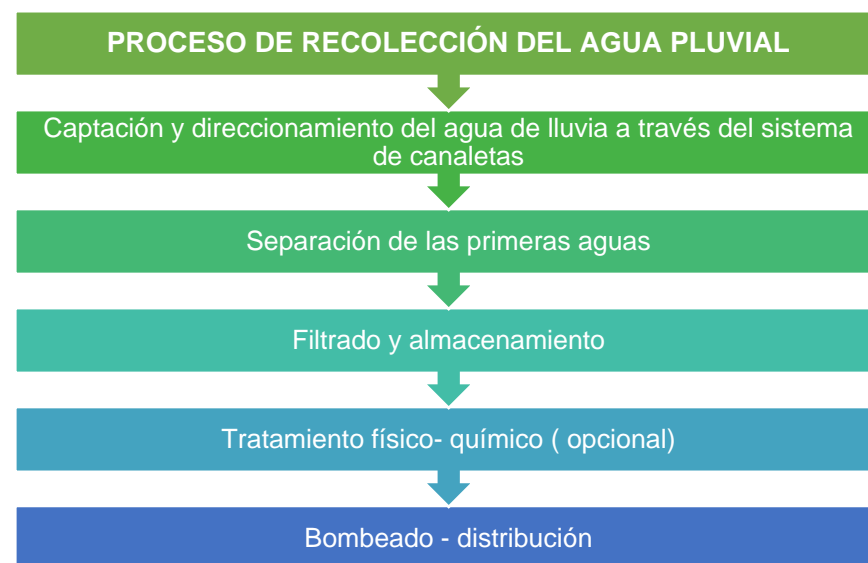 PROCESO DE RECOLECCIÓN DEL AGUA PLUVIAL
Captación y direccionamiento del agua de lluvia a través del sistema
de canaletas
Separación de las primeras aguas
Filtrado y almacenamiento
Tratamiento físico- químico ( opcional)
Bombeado - distribución